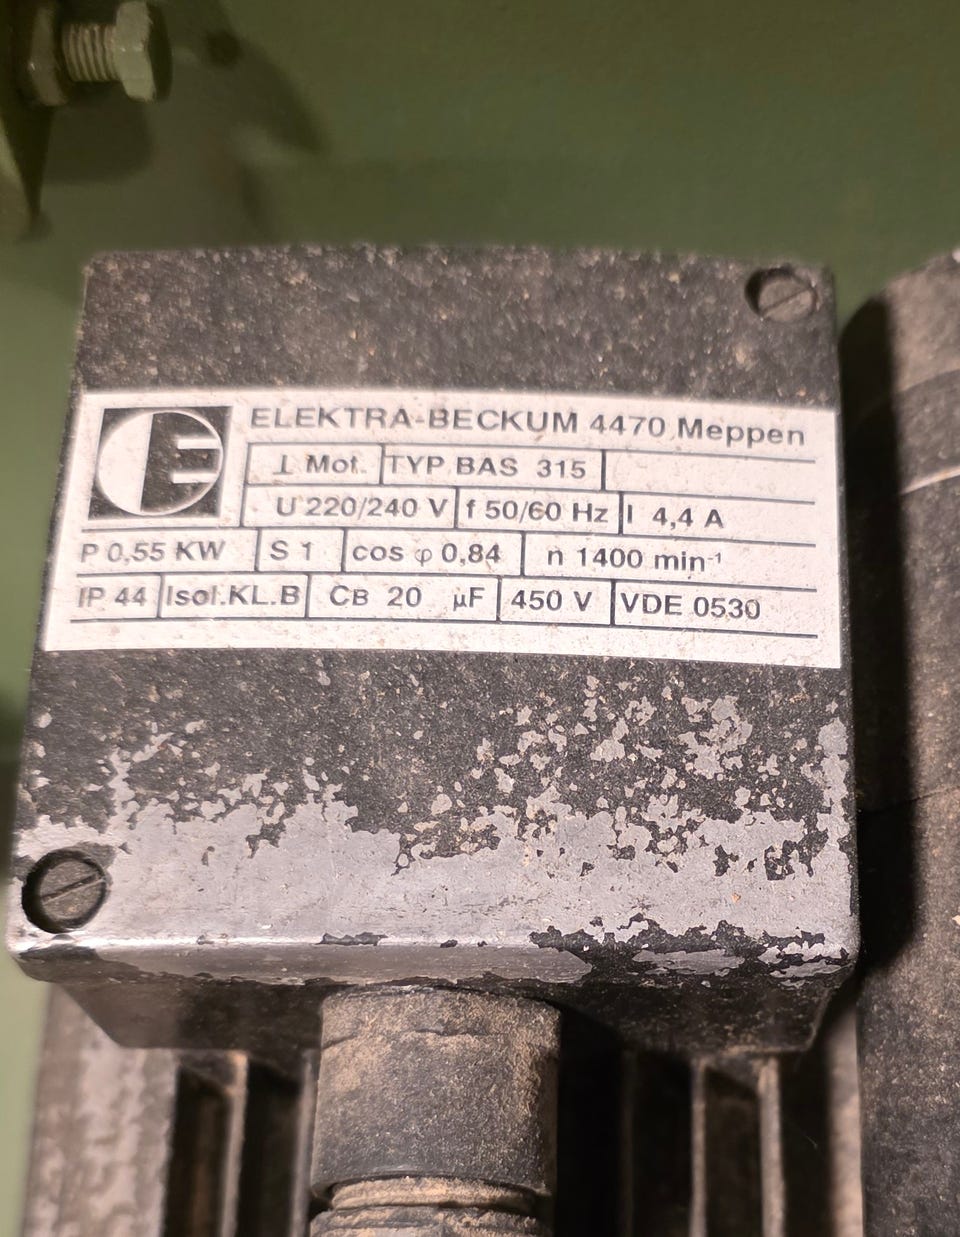 ELEKTRA-BECKUM 4470 Meppen
E
⊥ Mot. TYP BAS 315
U 220/240 V f 50/60 Hz I 4,4 A
P 0,55 KW S 1 cos φ 0,84 n 1400 min⁻¹
IP 44 Isol.KL.B CB 20 µF 450 V VDE 0530